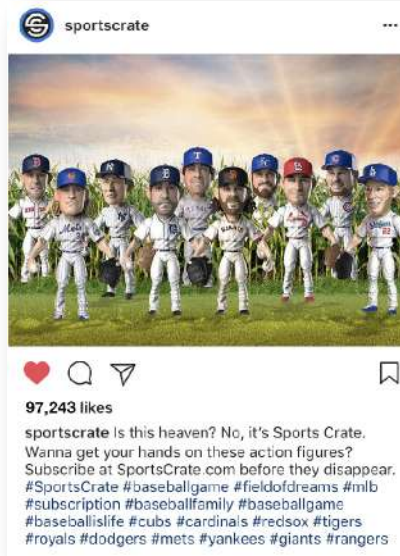 sportscrate
Mets
22
97,243 likes
sportscrate Is this heaven? No, it's Sports Crate.
Wanna get your hands on these action figures?
Subscribe at SportsCrate.com before they disappear.
#SportsCrate #baseballgame #fieldofdreams #mlb
#subscription #baseballfamily #baseballgame
#baseballislife #cubs #cardinals #redsox #tigers
#royals #dodgers #mets #yankees #giants #rangers